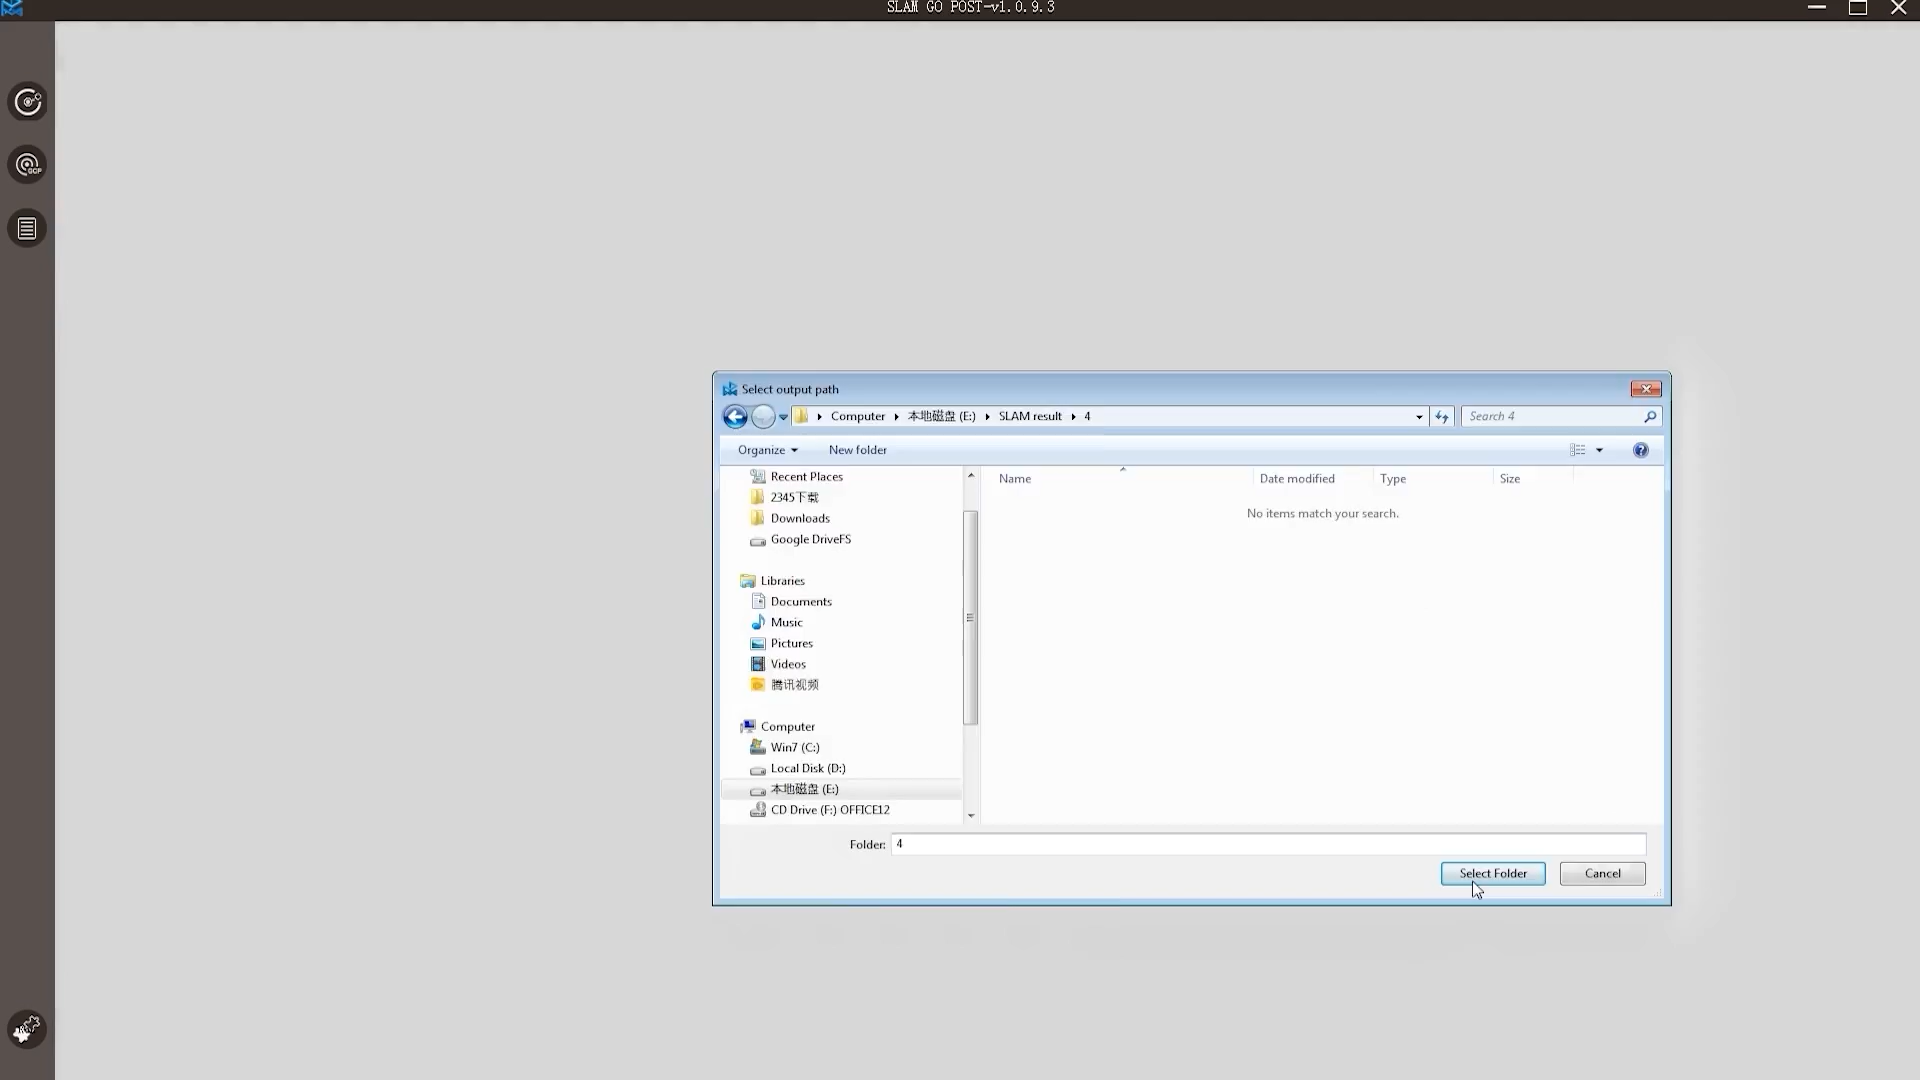 SLAM GO POST-v1.0.9.3
GCP
Select output path
Computer 本地磁盘 (E:) SLAM result 4
Search 4
Organize New folder
Name Date modified Type Size
No items match your search.
Recent Places
2345下载
Downloads
Google DriveFS
Libraries
Documents
Music
Pictures
Videos
腾讯视频
Computer
Win7 (C:)
Local Disk (D:)
本地磁盘 (E:)
CD Drive (F:) OFFICE12
Folder: 4
Select Folder Cancel